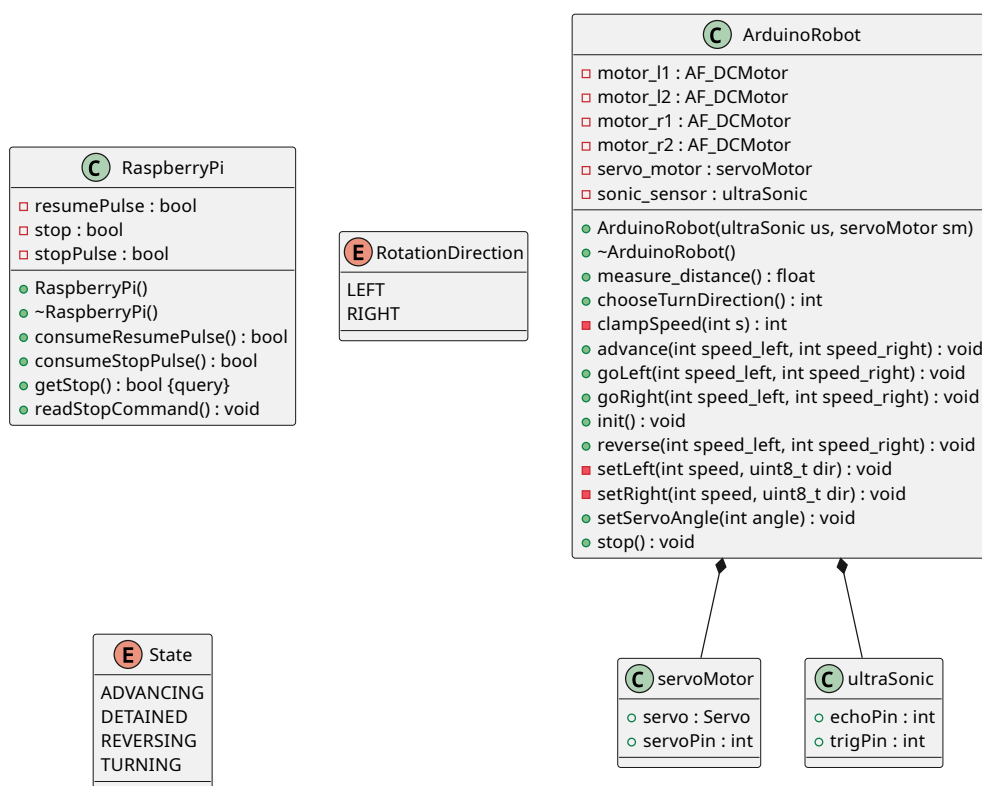 C ArduinoRobot
motor_l1 : AF_DCMotor
motor_l2 : AF_DCMotor
motor_r1 : AF_DCMotor
motor_r2 : AF_DCMotor
servo_motor : servoMotor
sonic_sensor : ultraSonic
ArduinoRobot(ultraSonic us, servoMotor sm)
~ArduinoRobot()
measure_distance() : float
chooseTurnDirection() : int
clampSpeed(int s) : int
advance(int speed_left, int speed_right) : void
goLeft(int speed_left, int speed_right) : void
goRight(int speed_left, int speed_right) : void
init() : void
reverse(int speed_left, int speed_right) : void
setLeft(int speed, uint8_t dir) : void
setRight(int speed, uint8_t dir) : void
setServoAngle(int angle) : void
stop() : void
C RaspberryPi
resumePulse : bool
stop : bool
stopPulse : bool
RaspberryPi()
~RaspberryPi()
consumeResumePulse() : bool
consumeStopPulse() : bool
getStop() : bool {query}
readStopCommand() : void
E RotationDirection
LEFT
RIGHT
E State
ADVANCING
DETAINED
REVERSING
TURNING
C servoMotor
servo : Servo
servoPin : int
C ultraSonic
echoPin : int
trigPin : int